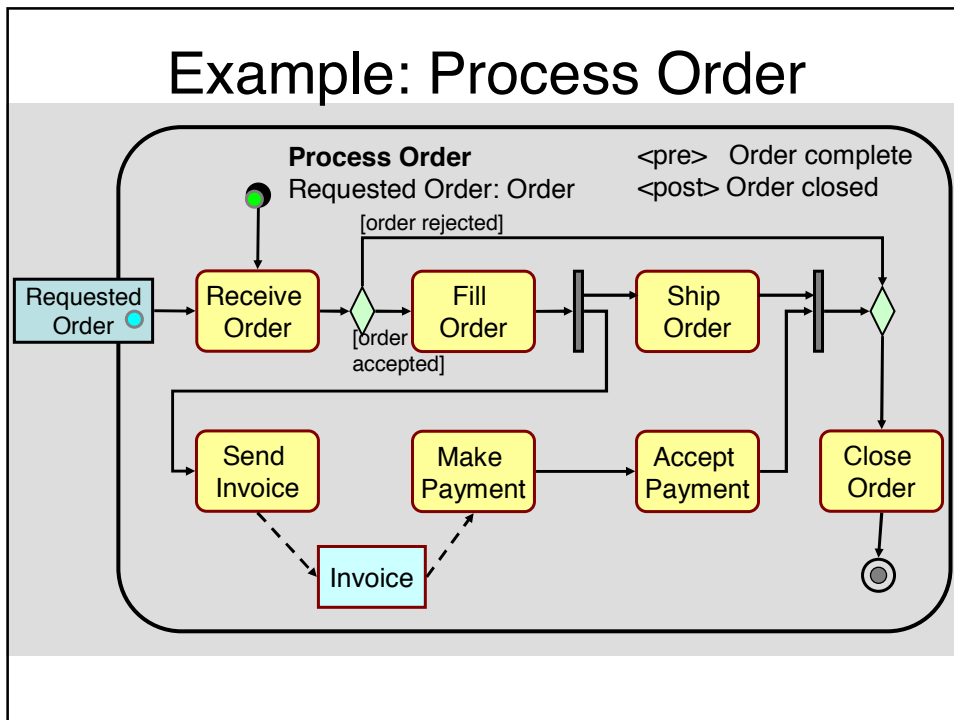 Example: Process Order
Process Order
Requested Order: Order
<pre> Order complete
<post> Order closed
[order rejected]
Requested
Order
Receive
Order
[order
accepted]
Fill
Order
Ship
Order
Send
Invoice
Make
Payment
Accept
Payment
Close
Order
Invoice